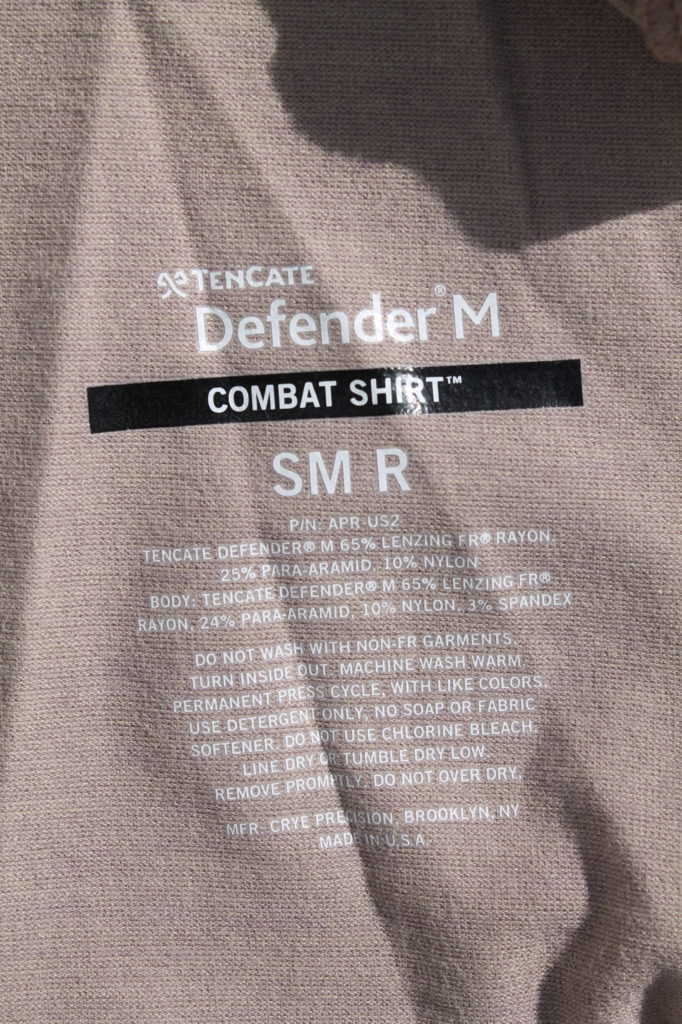 TENCATE
Defender® M
COMBAT SHIRT™
SM R
P/N: APR-US2
TENCATE DEFENDER® M 65% LENZING FR® RAYON,
25% PARA-ARAMID, 10% NYLON
BODY: TENCATE DEFENDER® M 65% LENZING FR®
RAYON, 24% PARA-ARAMID, 10% NYLON, 3% SPANDEX
DO NOT WASH WITH NON-FR GARMENTS.
TURN INSIDE OUT. MACHINE WASH WARM,
PERMANENT PRESS CYCLE, WITH LIKE COLORS.
USE DETERGENT ONLY, NO SOAP OR FABRIC
SOFTENER. DO NOT USE CHLORINE BLEACH.
LINE DRY OR TUMBLE DRY LOW.
REMOVE PROMPTLY. DO NOT OVER DRY.
MFR: CRYE PRECISION, BROOKLYN, NY
MADE IN U.S.A.